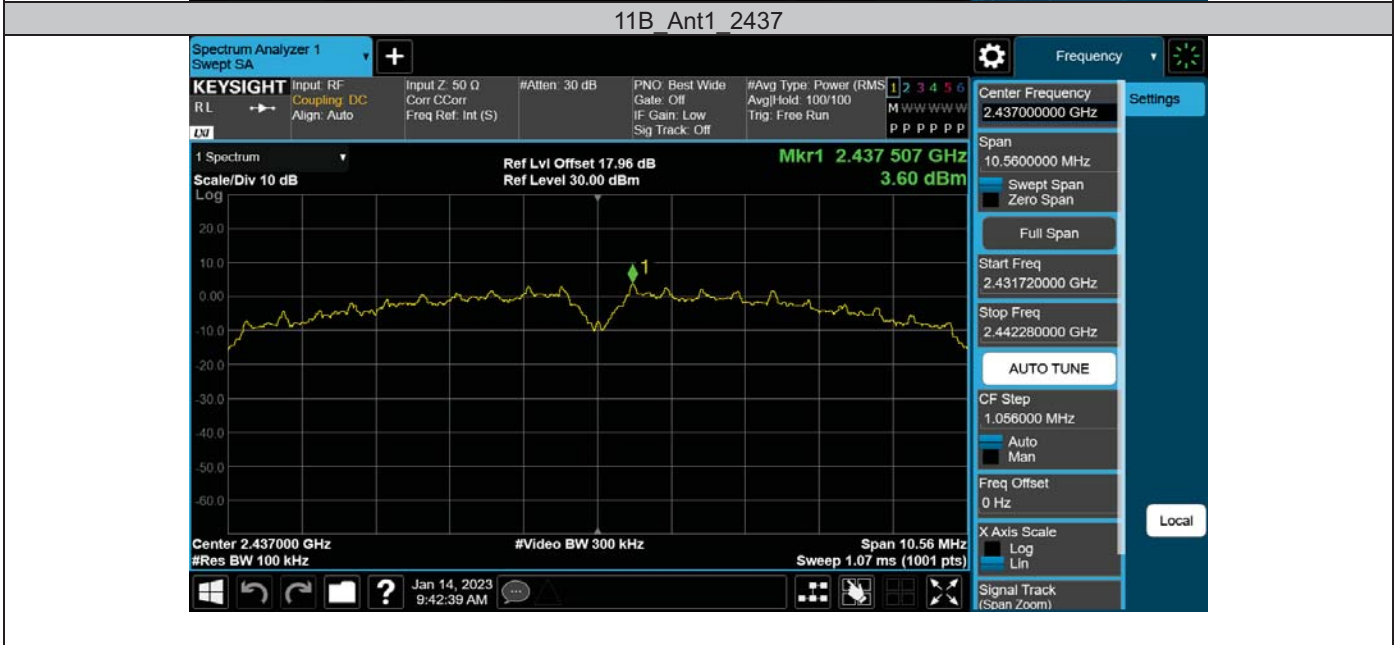 11B_Ant1_2437
Spectrum Analyzer 1
Swept SA
+
Frequency
KEYSIGHT
RL
LXI
Input: RF
Coupling: DC
Align: Auto
Input Z: 50 Ω
Corr CCorr
Freq Ref: Int (S)
#Atten: 30 dB
PNO: Best Wide
Gate: Off
IF Gain: Low
Sig Track: Off
#Avg Type: Power (RMS
Avg|Hold: 100/100
Trig: Free Run
1 2 3 4 5 6
M W W W W W
P P P P P P
1 Spectrum
Scale/Div 10 dB
Log
Ref Lvl Offset 17.96 dB
Ref Level 30.00 dBm
Mkr1 2.437 507 GHz
3.60 dBm
20.0
10.0
0.00
-10.0
-20.0
-30.0
-40.0
-50.0
-60.0
1
Center 2.437000 GHz
#Res BW 100 kHz
#Video BW 300 kHz
Span 10.56 MHz
Sweep 1.07 ms (1001 pts)
?
Jan 14, 2023
9:42:39 AM
Center Frequency
2.437000000 GHz
Span
10.5600000 MHz
Swept Span
Zero Span
Full Span
Start Freq
2.431720000 GHz
Stop Freq
2.442280000 GHz
AUTO TUNE
CF Step
1.056000 MHz
Auto
Man
Freq Offset
0 Hz
X Axis Scale
Log
Lin
Signal Track
(Span Zoom)
Settings
Local